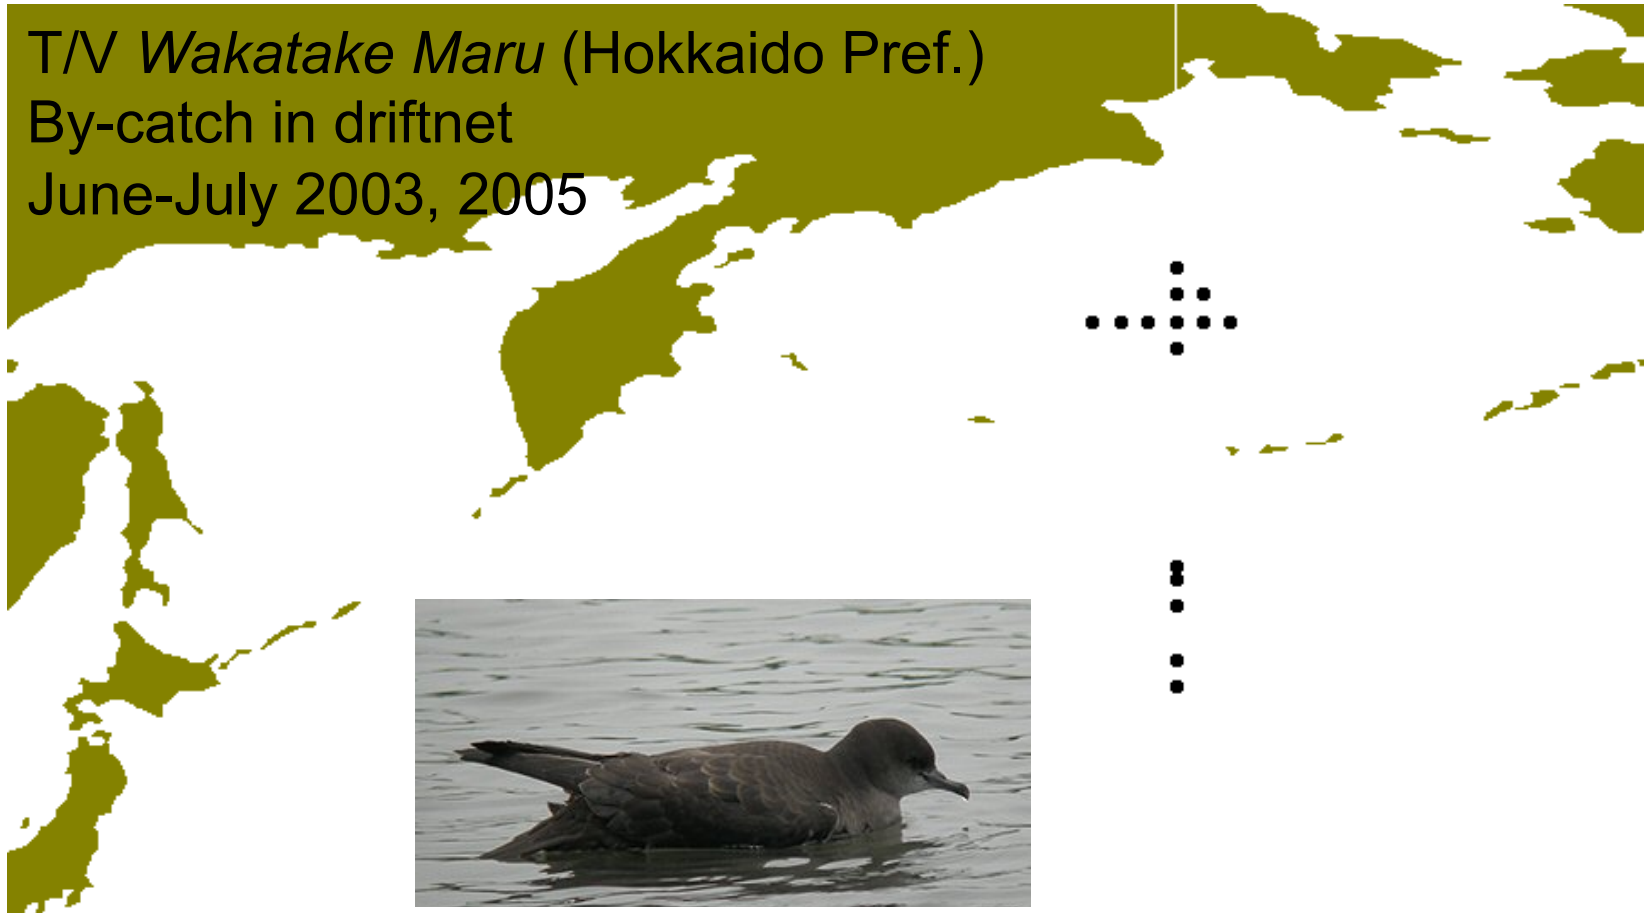 T/V Wakatake Maru (Hokkaido Pref.)
By-catch in driftnet
June-July 2003, 2005